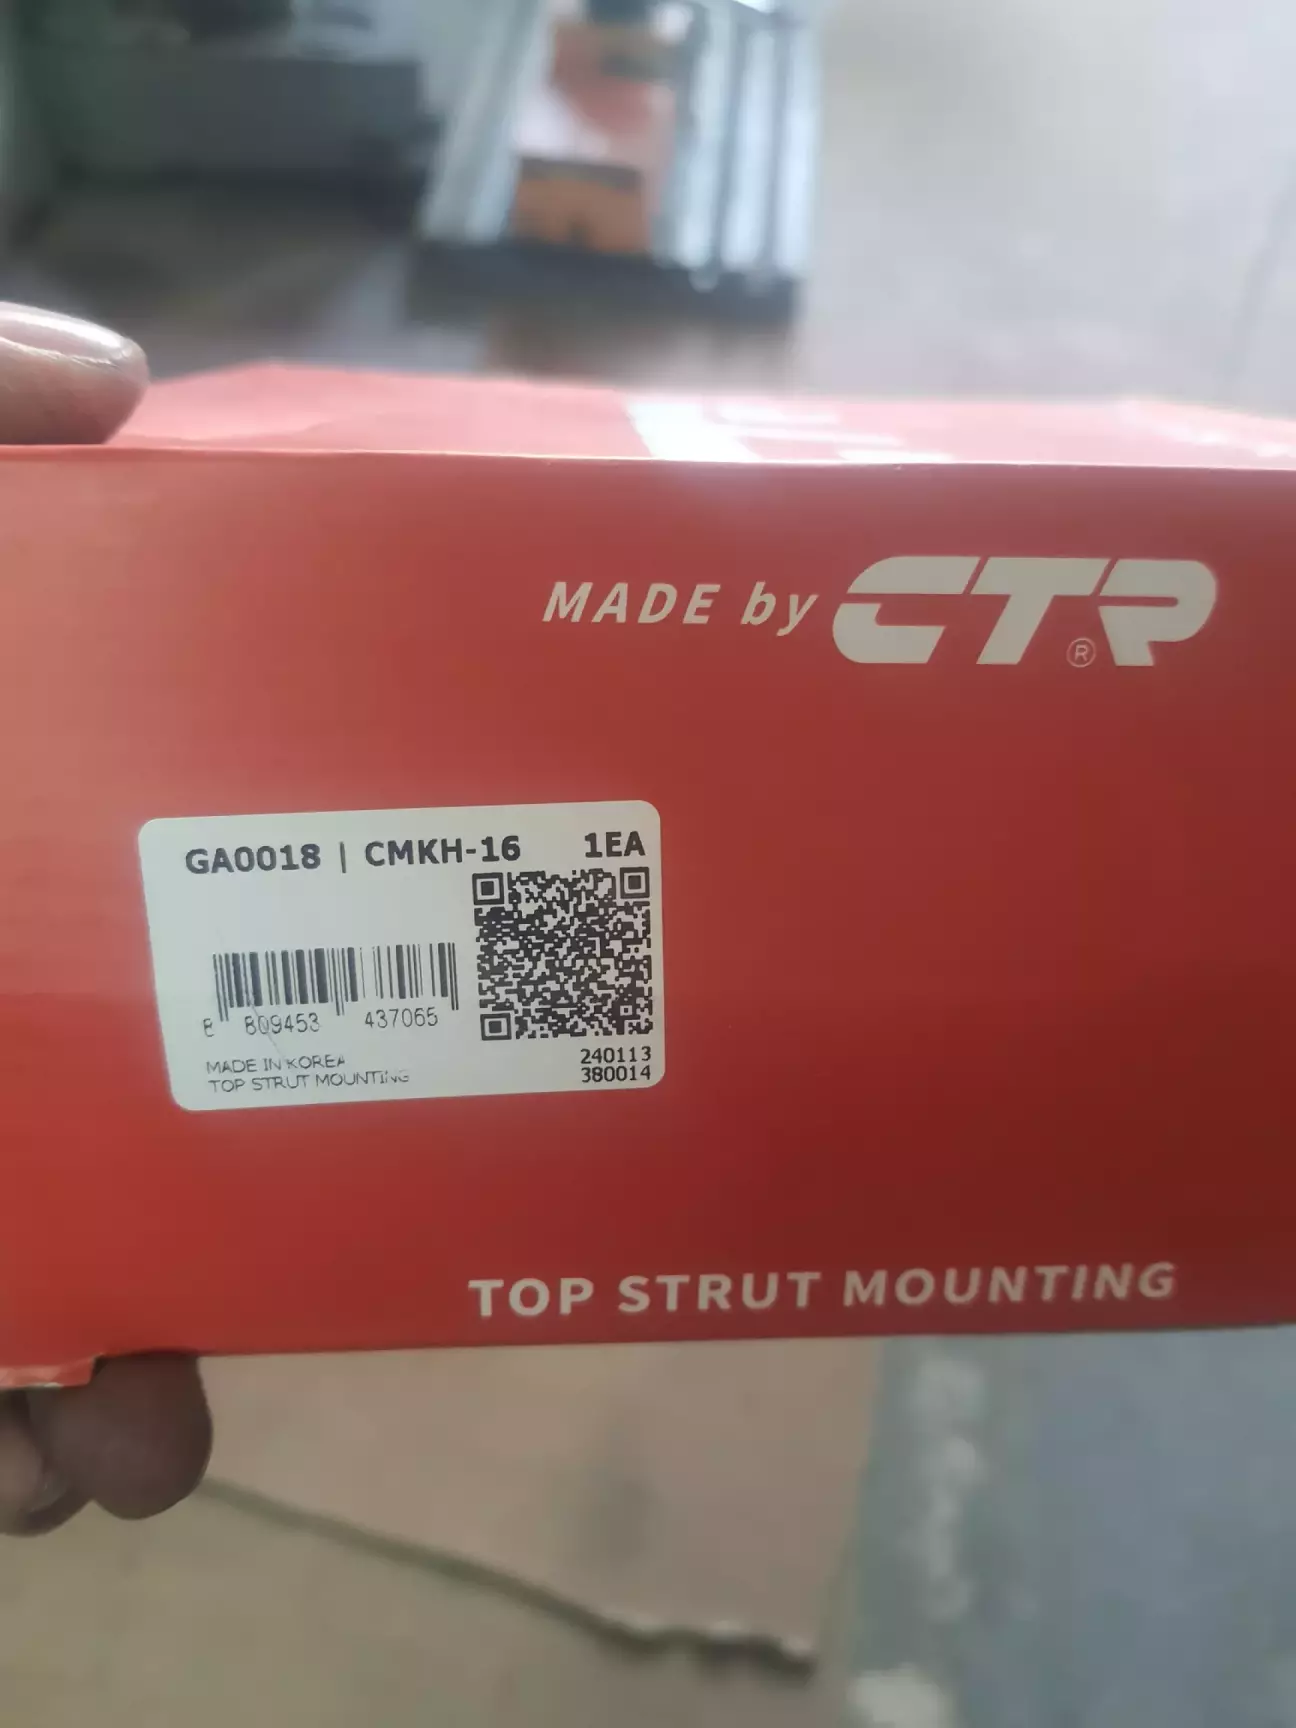 MADE by CTR®
GA0018 | CMKH-16 1EA
8 809453 437065
MADE IN KOREA
TOP STRUT MOUNTING
240113
380014
TOP STRUT MOUNTING